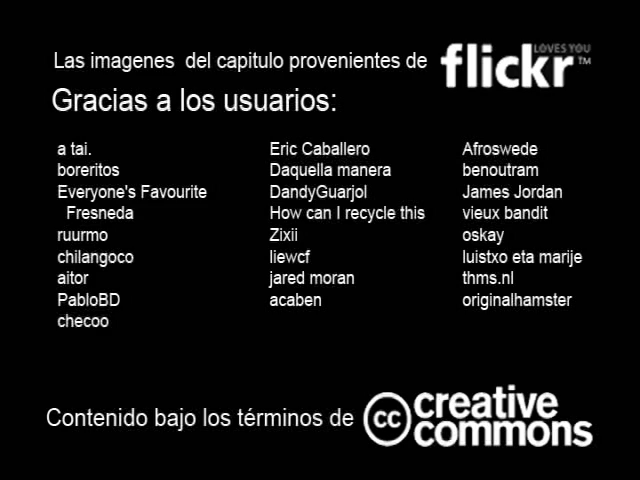 Las imagenes del capitulo provenientes de flickr LOVES YOU ™
Gracias a los usuarios:
a tai.
boreritos
Everyone's Favourite
Fresneda
ruurmo
chilangoco
aitor
PabloBD
checoo
Eric Caballero
Daquella manera
DandyGuarjol
How can I recycle this
Zixii
liewcf
jared moran
acaben
Afroswede
benoutram
James Jordan
vieux bandit
oskay
luistxo eta marije
thms.nl
originalhamster
Contenido bajo los términos de cc creative commons